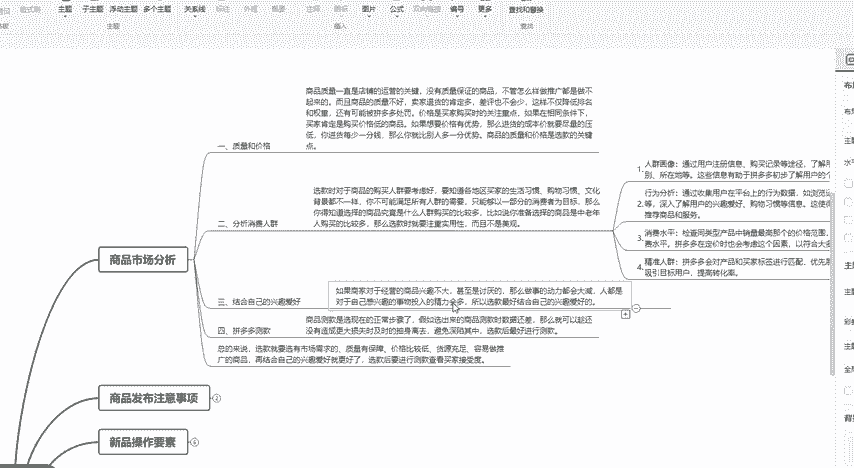 主题 子主题 浮动主题 多个主题 关系线 标注 外框 概要 注释 图片 公式 双向链接 编号 更多 查找和替换
主题
插入
查找
商品质量一直是店铺的运营的关键，没有质量保证的商品，不管怎么样做推广都是做不
起来的。而且商品的质量不好，卖家退货的肯定多，差评也不会少，这样不仅降低排名
和权重，还有可能被拼多多处罚。价格是买家购买时的关注重点，如果在相同条件下，
买家肯定是购买价格低的商品。如果想要价格有优势，那么进货的成本价就要尽量的压
低，你进货每少一分钱，那么你就比别人多一分优势。商品的质量和价格是选款的关键
点。
一、质量和价格
选款时对于商品的购买人群要考虑好，要知道各地区买家的生活习惯、购物习惯、文化
背景都不一样，你不可能满足所有人群的需要，只能够以一部分的消费者为目标，那么
你得知道选择的商品究竟是什么人群购买的比较多，比如说你准备选择的商品是中老年
人购买的比较多，那么选款时就要注重实用性，而且不是美观。
二、分析消费人群
1. 人群画像：通过用户注册信息、购买记录等途径，了解用
别、所在地等。这些信息有助于拼多多初步了解用户的个
行为分析：通过收集用户在平台上的行为数据，如浏览记
2. 等，深入了解用户的兴趣爱好、购物习惯等信息。这使得
推荐商品和服务。
3. 消费水平：经查同类型产品中销量最高那个的价格范围，
费水平。拼多多在定价时也会考虑这个因素，以符合大多
4. 精准人群：拼多多会对产品和买家标签进行匹配，优先展
吸引目标用户，提高转化率。
商品市场分析
如果商家对于经营的商品兴趣不大，甚至是讨厌的，那么做事的动力都会大减，人都是
对于自己感兴趣的事物投入的精力会多，所以选款最好结合自己的兴趣爱好的。
三、结合自己的兴趣爱好
商品测款是选现在的正常步骤了，假如选出来的商品测款时数据还差，那么就可以趁还
没有造成更大损失时及时的抽身离去，避免深陷其中，选款后最好进行测款。
四、拼多多测款
总的来说，选款就要选有市场需求的、质量有保障、价格比较低、货源充足、容易做推
广的商品，再结合自己的兴趣爱好就更好了，选款后要进行测款查看买家接受度。
商品发布注意事项 2
新品操作要素